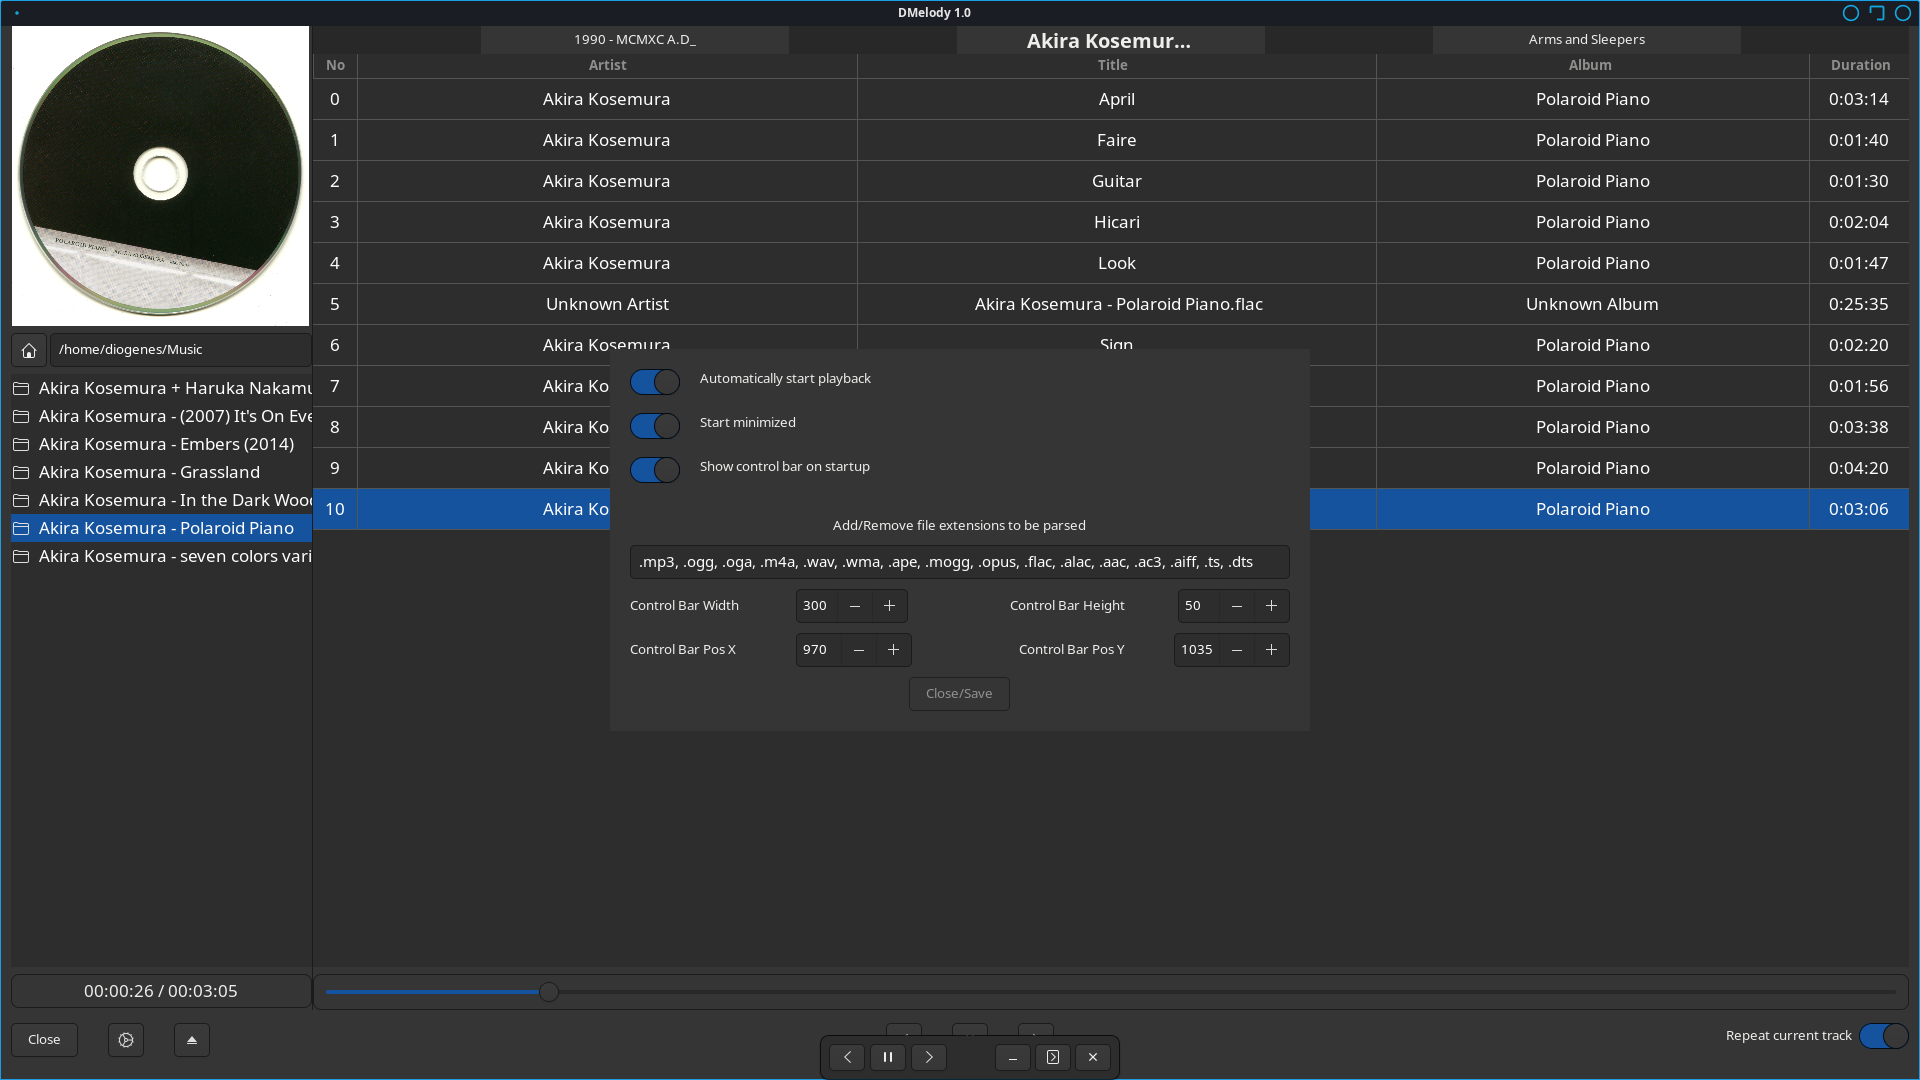 DMelody 1.0
1990 - MCMXC A.D_
Akira Kosemur...
Arms and Sleepers
No Artist Title Album Duration
0 Akira Kosemura April Polaroid Piano 0:03:14
1 Akira Kosemura Faire Polaroid Piano 0:01:40
2 Akira Kosemura Guitar Polaroid Piano 0:01:30
3 Akira Kosemura Hicari Polaroid Piano 0:02:04
4 Akira Kosemura Look Polaroid Piano 0:01:47
5 Unknown Artist Akira Kosemura - Polaroid Piano.flac Unknown Album 0:25:35
6 Akira Kosemura Sign Polaroid Piano 0:02:20
7 Akira Ko Polaroid Piano 0:01:56
8 Akira Ko Polaroid Piano 0:03:38
9 Akira Ko Polaroid Piano 0:04:20
10 Akira Ko Polaroid Piano 0:03:06
POLAROID PIANO AKIRA KOSEMURA
/home/diogenes/Music
Akira Kosemura + Haruka Nakamu
Akira Kosemura - (2007) It's On Eve
Akira Kosemura - Embers (2014)
Akira Kosemura - Grassland
Akira Kosemura - In the Dark Wood
Akira Kosemura - Polaroid Piano
Akira Kosemura - seven colors vari
Automatically start playback
Start minimized
Show control bar on startup
Add/Remove file extensions to be parsed
.mp3, .ogg, .oga, .m4a, .wav, .wma, .ape, .mogg, .opus, .flac, .alac, .aac, .ac3, .aiff, .ts, .dts
Control Bar Width 300 Control Bar Height 50
Control Bar Pos X 970 Control Bar Pos Y 1035
Close/Save
00:00:26 / 00:03:05
Close
Repeat current track